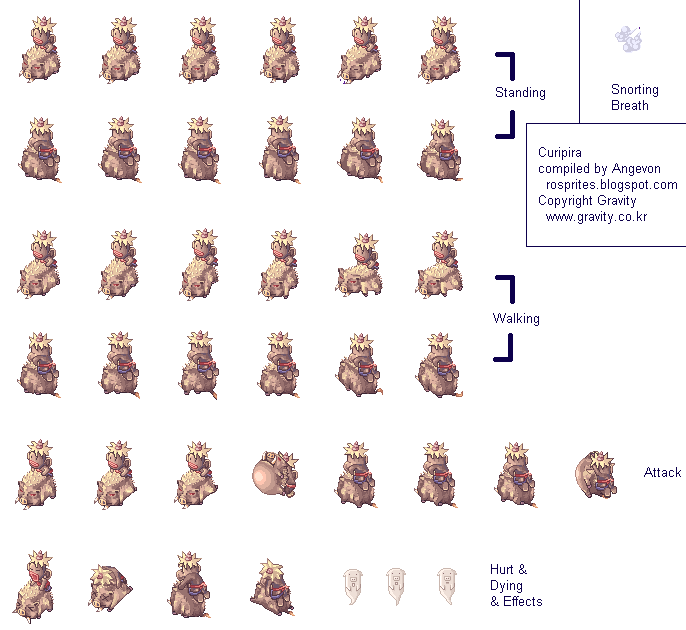 Snorting
Breath
Standing
Curipira
compiled by Angevon
rosprites.blogspot.com
Copyright Gravity
www.gravity.co.kr
Walking
Attack
Hurt &
Dying
& Effects